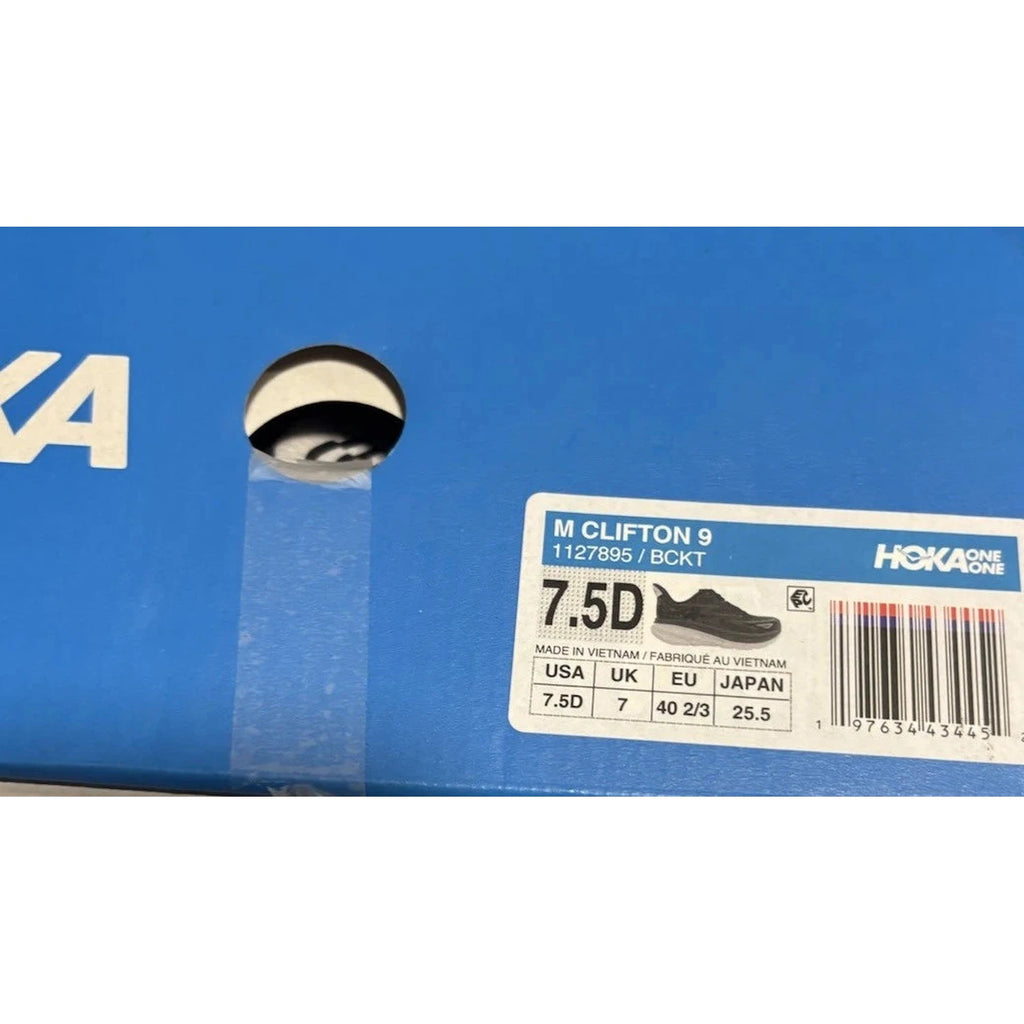 KA
M CLIFTON 9
1127895 / BCKT
HOKA ONE ONE
7.5D
MADE IN VIETNAM / FABRIQUÉ AU VIETNAM
USA UK EU JAPAN
7.5D 7 40 2/3 25.5
1 97634 43445 2